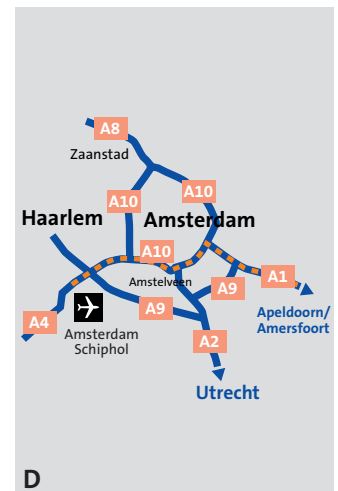 A8
Zaanstad
A10
A10
Haarlem
Amsterdam
A10
A1
Amstelveen
A9
A9
Apeldoorn/
Amersfoort
A4
Amsterdam
Schiphol
A2
Utrecht
D